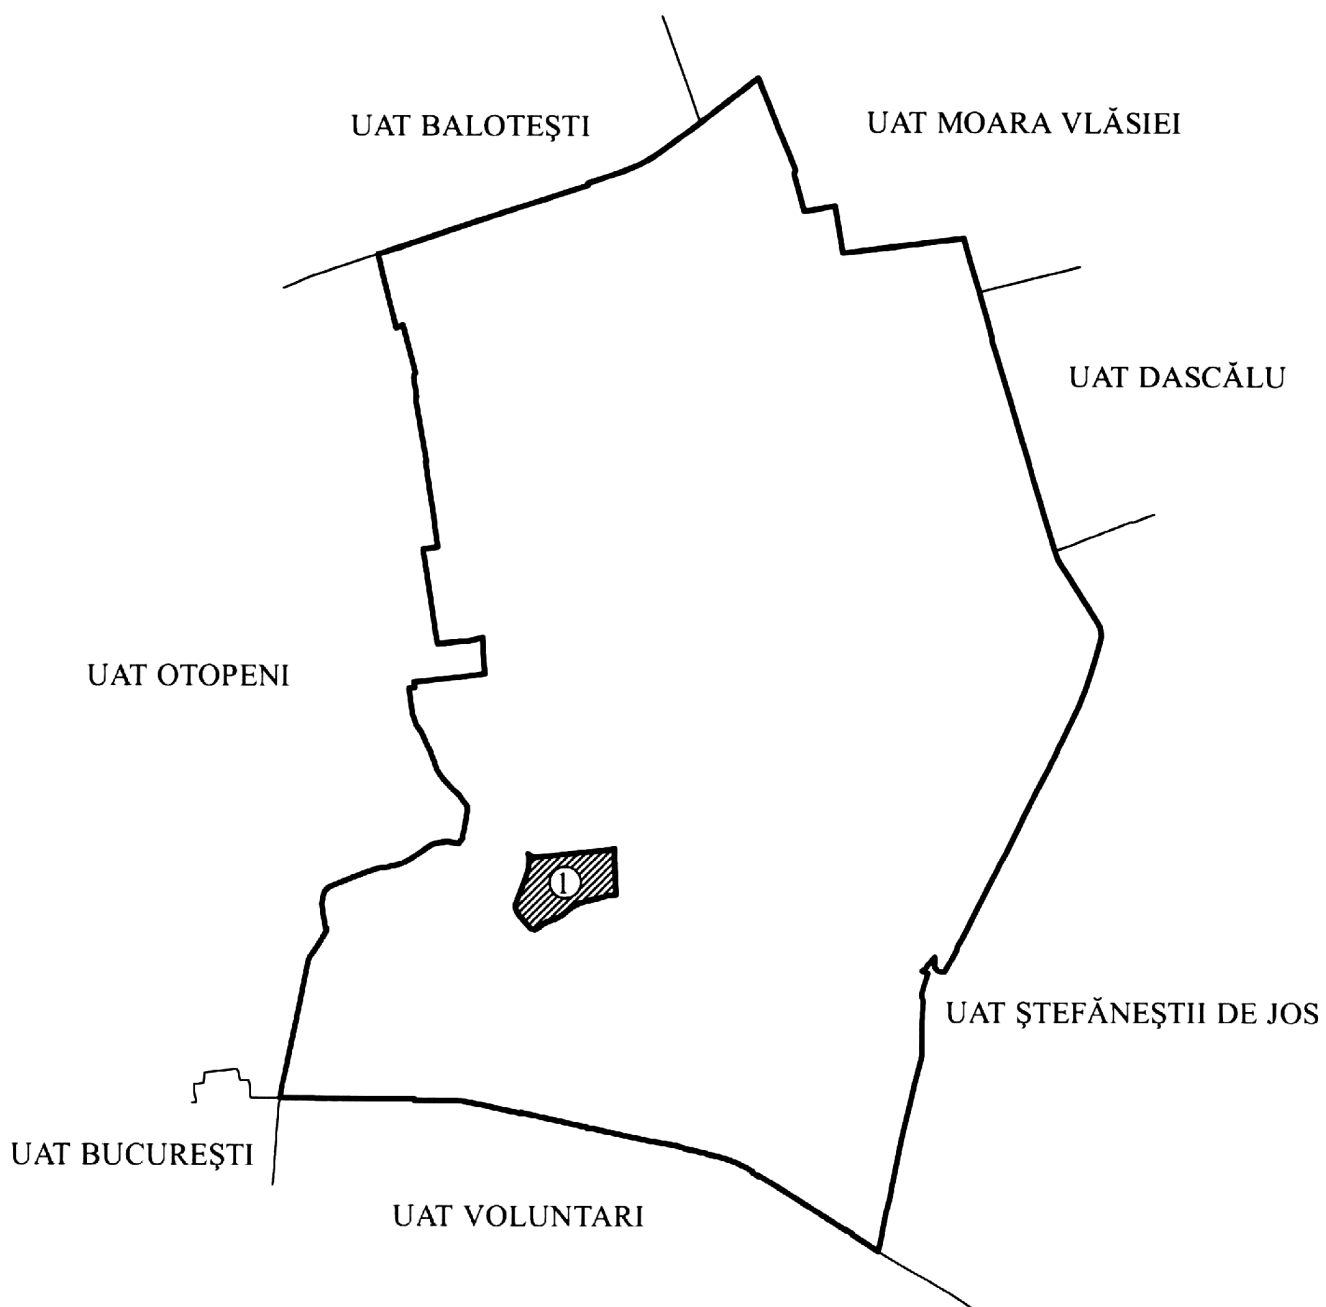 UAT BALOTEŞTI
UAT MOARA VLĂSIEI
UAT DASCĂLU
UAT OTOPENI
1
UAT ŞTEFĂNEŞTII DE JOS
UAT BUCUREŞTI
UAT VOLUNTARI